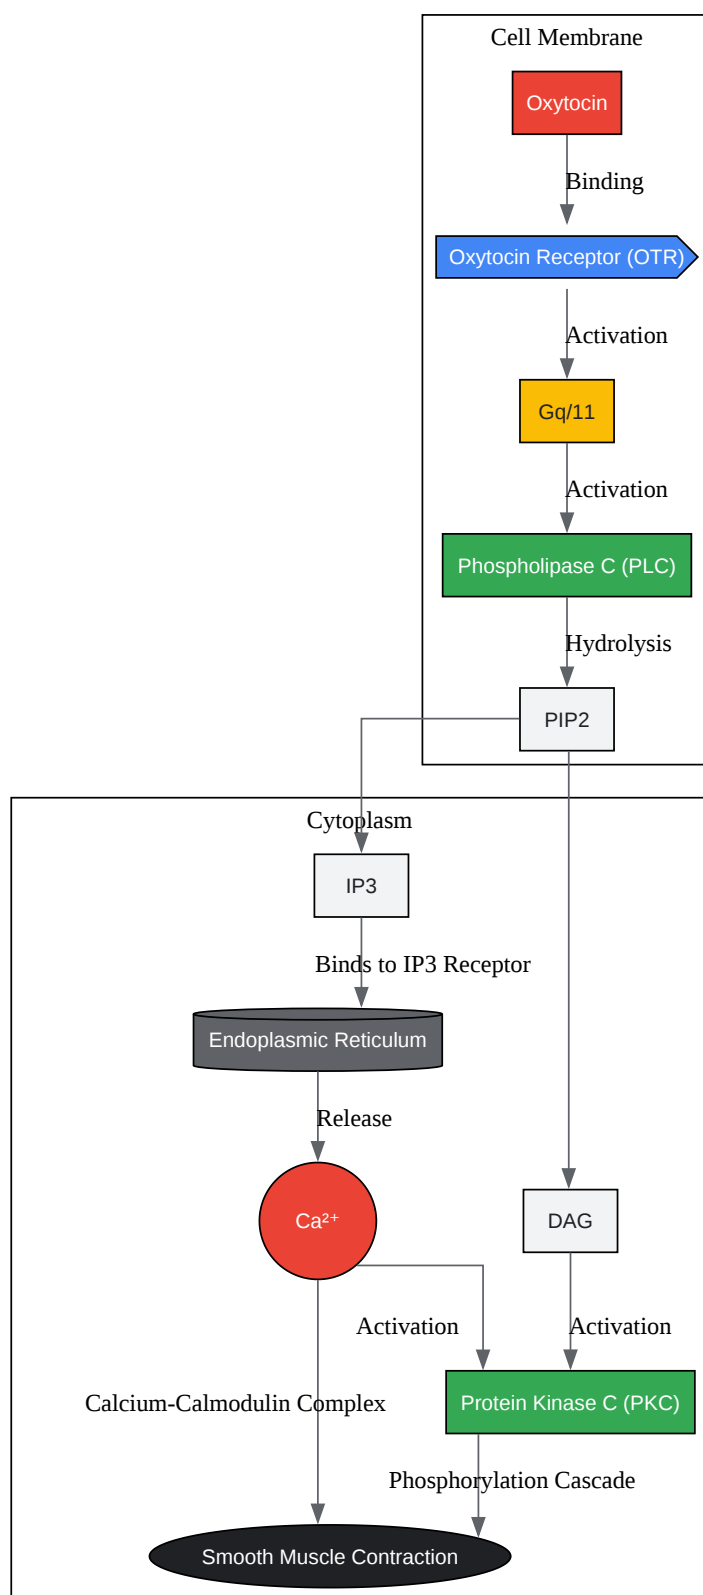 Cell Membrane
Oxytocin
Binding
Oxytocin Receptor (OTR)
Activation
Gq/11
Activation
Phospholipase C (PLC)
Hydrolysis
PIP2
Cytoplasm
IP3
Binds to IP3 Receptor
Endoplasmic Reticulum
Release
Ca²⁺
DAG
Activation
Activation
Calcium-Calmodulin Complex
Protein Kinase C (PKC)
Phosphorylation Cascade
Smooth Muscle Contraction